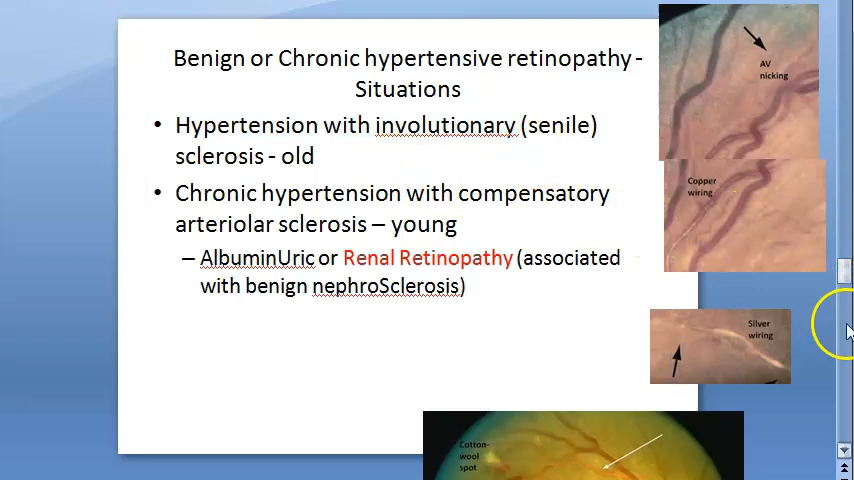 Benign or Chronic hypertensive retinopathy -
Situations
• Hypertension with involutionary (senile)
sclerosis - old
• Chronic hypertension with compensatory
arteriolar sclerosis – young
– AlbuminUric or Renal Retinopathy (associated
with benign nephroSclerosis)
AV
nicking
Copper
wiring
Silver
wiring
Cotton-
wool
spot